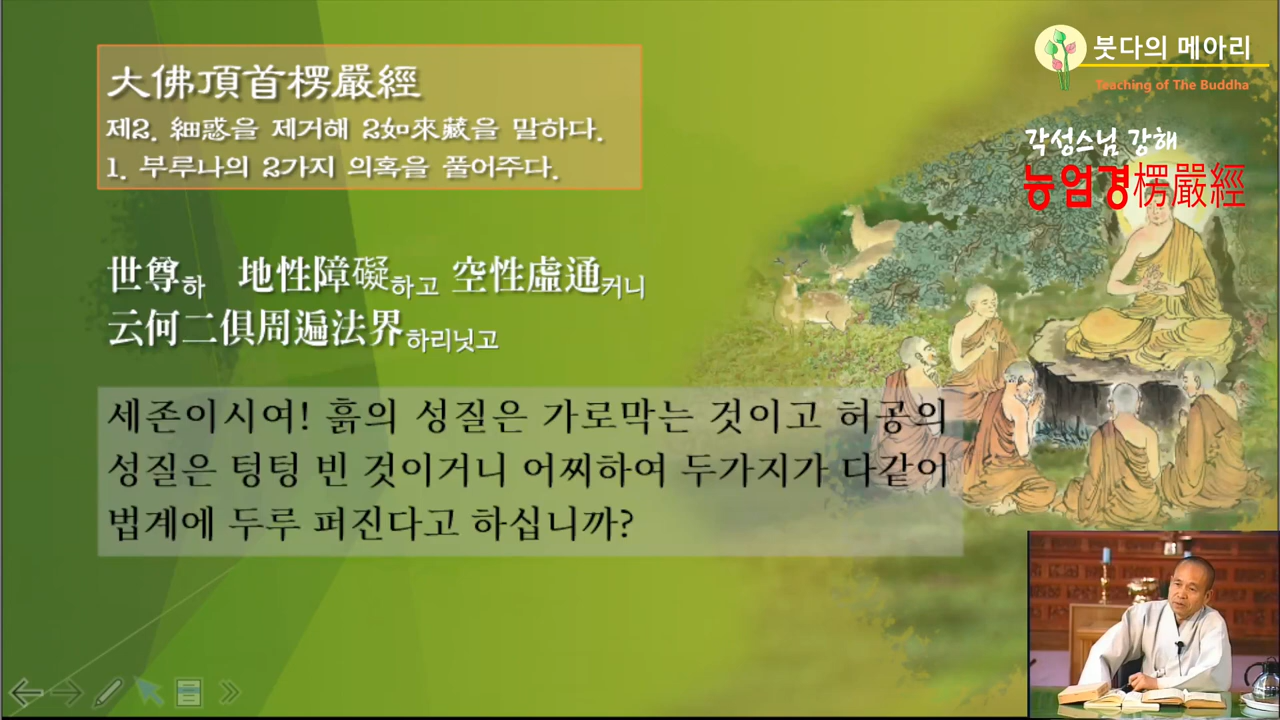 大佛頂首楞嚴經
제2. 細惑을 제거해 2如來藏을 말하다.
1. 부루나의 2가지 의혹을 풀어주다.
世尊하 地性障礙하고 空性虛通커니
云何二俱周遍法界하리닛고
세존이시여! 흙의 성질은 가로막는 것이고 허공의
성질은 텅텅 빈 것이거니 어찌하여 두가지가 다같이
법계에 두루 퍼진다고 하십니까?
붓다의 메아리
Teaching of The Buddha
각성스님 강해
능엄경楞嚴經